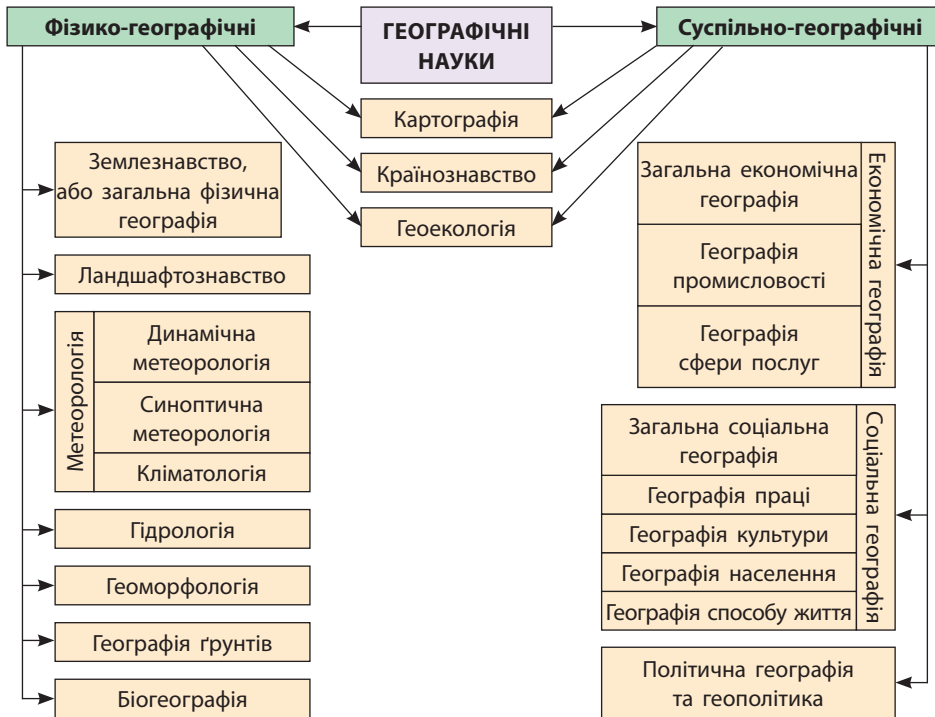 Фізико-географічні
ГЕОГРАФІЧНІ
НАУКИ
Суспільно-географічні
Картографія
Країнознавство
Геоекологія
Землезнавство,
або загальна фізична
географія
Ландшафтознавство
Метеорологія
Динамічна
метеорологія
Синоптична
метеорологія
Кліматологія
Гідрологія
Геоморфологія
Географія ґрунтів
Біогеографія
Загальна економічна
географія
Географія
промисловості
Географія
сфери послуг
Економічна географія
Загальна соціальна
географія
Географія праці
Географія культури
Географія населення
Географія способу життя
Соціальна географія
Політична географія
та геополітика